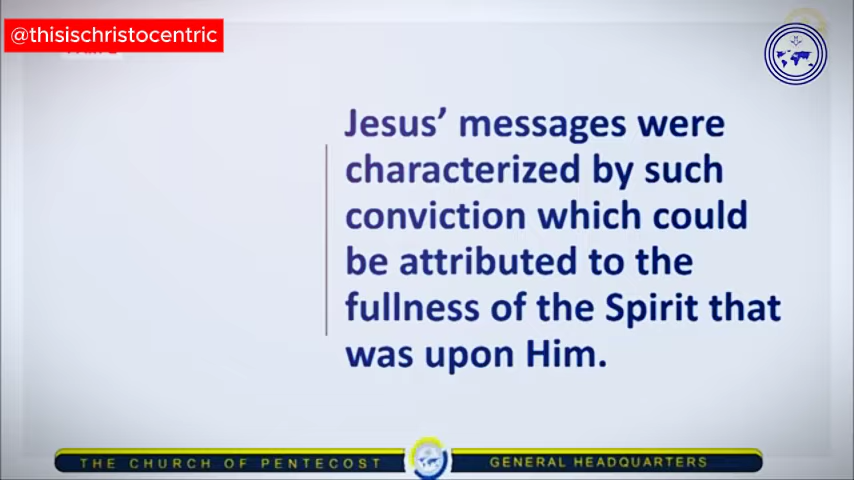 @thisischristocentric
Jesus’ messages were
characterized by such
conviction which could
be attributed to the
fullness of the Spirit that
was upon Him.
THE CHURCH OF PENTECOST
GENERAL HEADQUARTERS